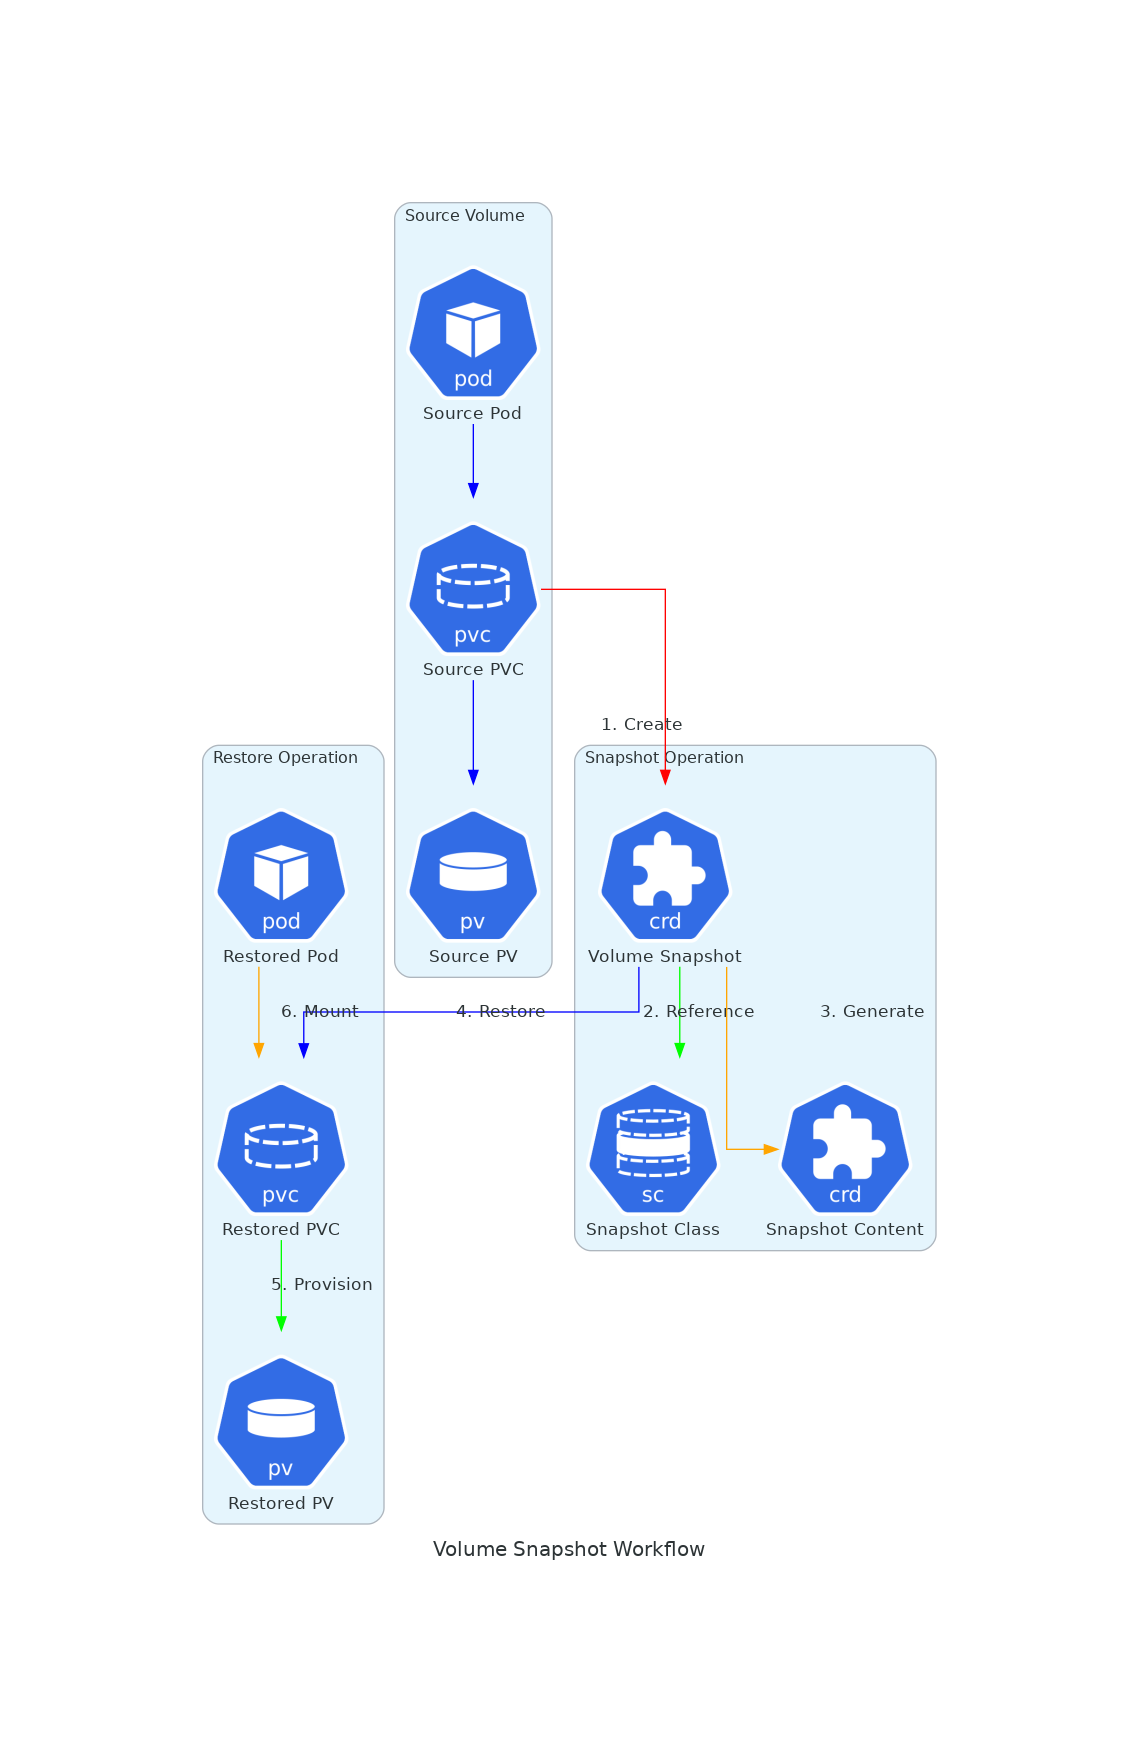 Source Volume
pod
Source Pod
pvc
Source PVC
1. Create
Restore Operation
Snapshot Operation
pod
Restored Pod
pv
Source PV
crd
Volume Snapshot
6. Mount
4. Restore
2. Reference
3. Generate
pvc
Restored PVC
sc
Snapshot Class
crd
Snapshot Content
5. Provision
pv
Restored PV
Volume Snapshot Workflow